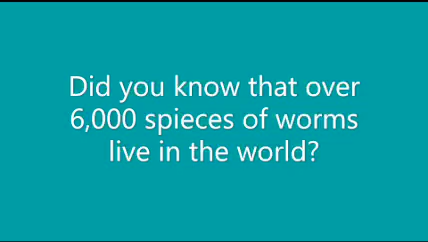 Did you know that over
6,000 spieces of worms
live in the world?